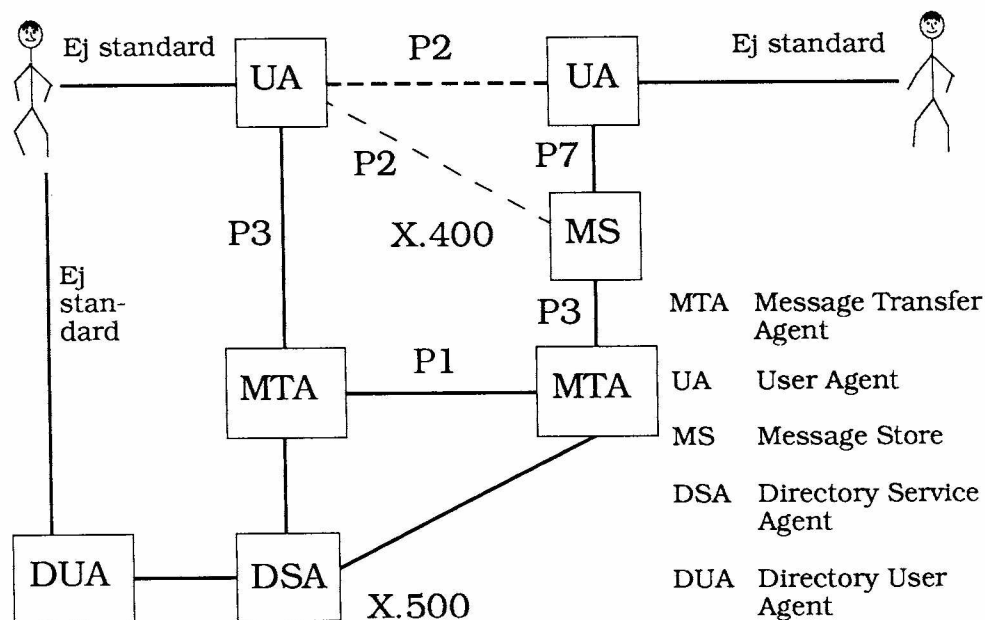 Ej standard
P2
Ej standard
UA
UA
P2
P7
P3
X.400
MS
Ej
stan-
dard
P3
MTA Message Transfer
Agent
MTA
P1
MTA
UA User Agent
MS Message Store
DSA Directory Service
Agent
DUA
DSA
DUA Directory User
Agent
X.500